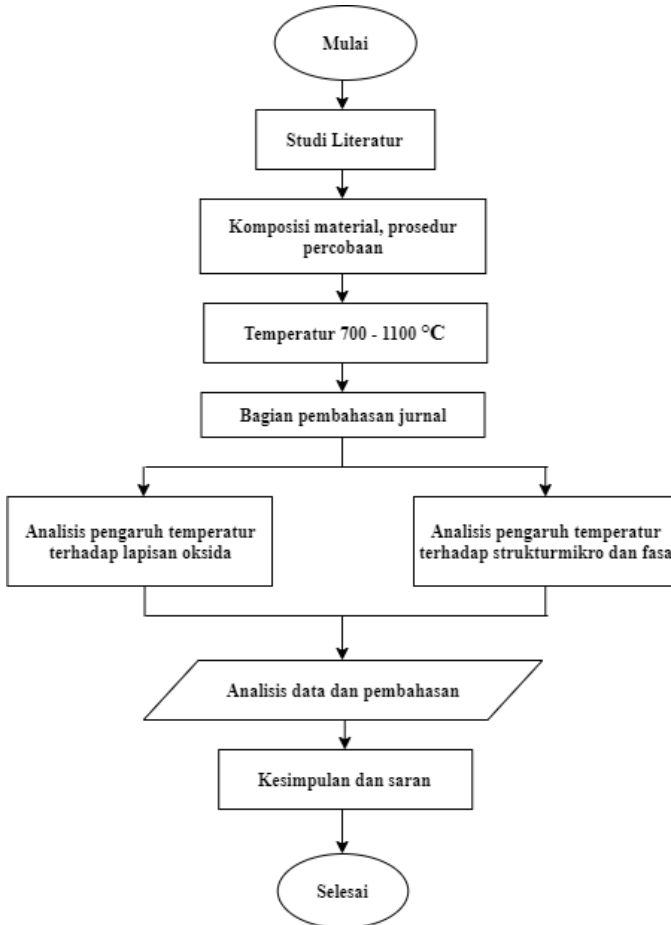 Mulai
Studi Literatur
Komposisi material, prosedur
percobaan
Temperatur 700 - 1100 °C
Bagian pembahasan jurnal
Analisis pengaruh temperatur
terhadap lapisan oksida
Analisis pengaruh temperatur
terhadap strukturmikro dan fasa
Analisis data dan pembahasan
Kesimpulan dan saran
Selesai